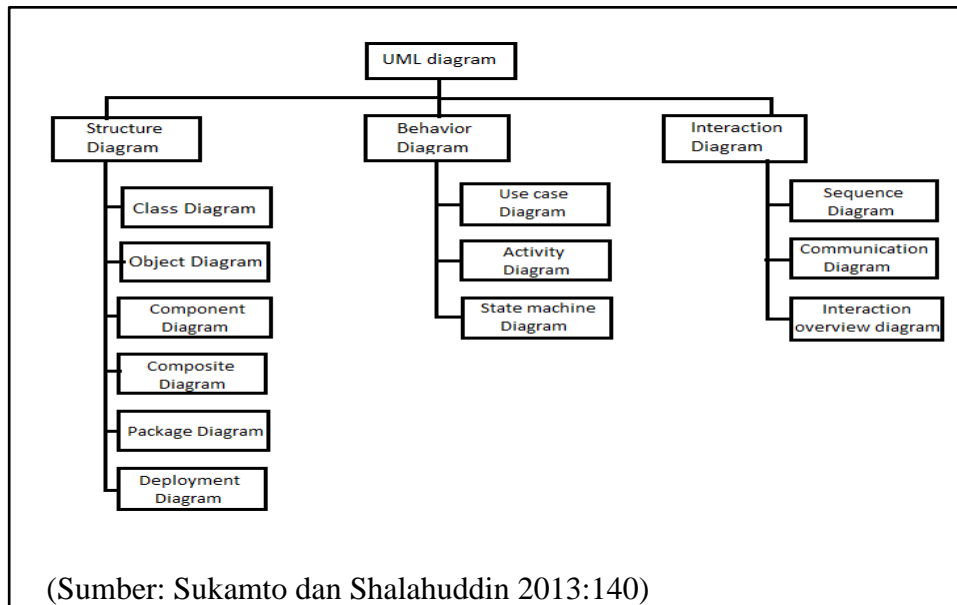 UML diagram
Structure
Diagram
Behavior
Diagram
Interaction
Diagram
Class Diagram
Object Diagram
Component
Diagram
Composite
Diagram
Package Diagram
Deployment
Diagram
Use case
Diagram
Activity
Diagram
State machine
Diagram
Sequence
Diagram
Communication
Diagram
Interaction
overview diagram
(Sumber: Sukamto dan Shalahuddin 2013:140)